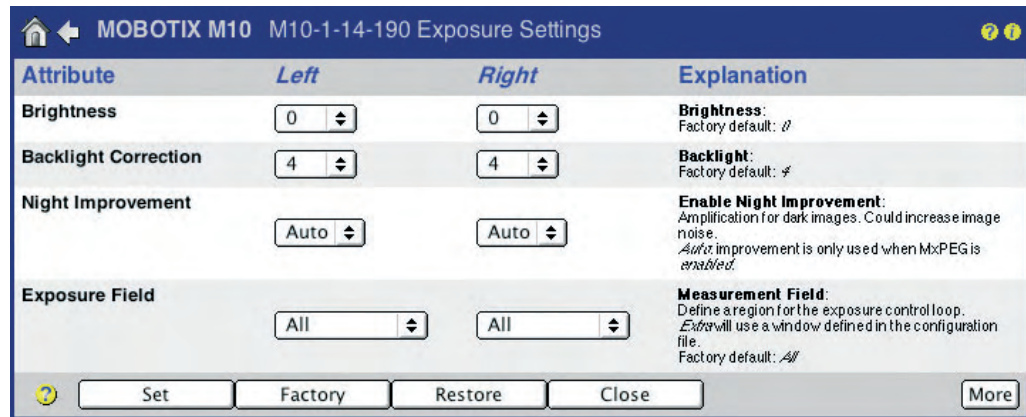 MOBOTIX M10 M10-1-14-190 Exposure Settings
Attribute Left Right Explanation
Brightness 0 0 Brightness:
Factory default: 0
Backlight Correction 4 4 Backlight:
Factory default: 4
Night Improvement Auto Auto Enable Night Improvement:
Amplification for dark images. Could increase image
noise.
Auto improvement is only used when MxPEG is
enabled.
Exposure Field All All Measurement Field:
Define a region for the exposure control loop.
Extra will use a window defined in the configuration
file.
Factory default: All
? Set Factory Restore Close More